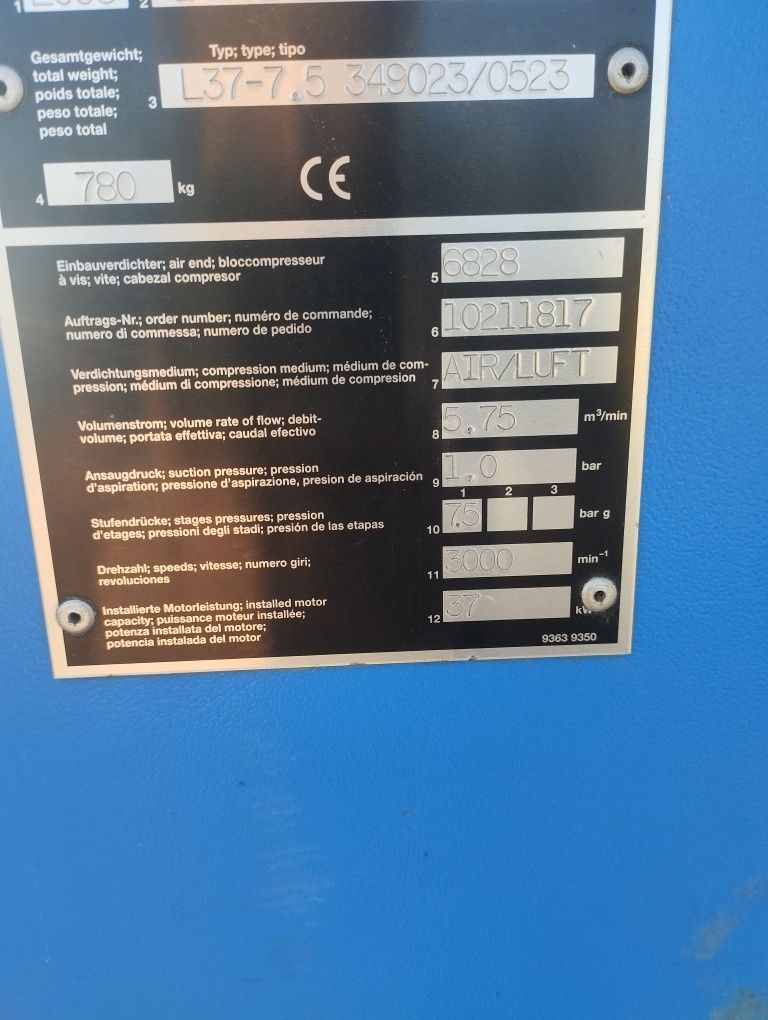 1
2
Gesamtgewicht;
total weight;
poids totale;
peso totale;
peso total
Typ; type; tipo
3 L37-7,5 349023/0523
4 780 kg
CE
Einbauverdichter; air end; bloccompresseur
à vis; vite; cabezal compresor
5 6828
Auftrags-Nr.; order number; numéro de commande;
numero di commessa; numero de pedido
6 10211817
Verdichtungsmedium; compression medium; médium de com-
pression; médium di compressione; médium de compresion
7 AIR/LUFT
Volumenstrom; volume rate of flow; debit-
volume; portata effettiva; caudal efectivo
8 5,75 m³/min
Ansaugdruck; suction pressure; pression
d'aspiration; pressione d'aspirazione, presion de aspiración
9 1,0 bar
1 2 3
Stufendrücke; stages pressures; pression
d'etages; pressioni degli stadi; presión de las etapas
10 7,5 bar g
Drehzahl; speeds; vitesse; numero giri;
revoluciones
11 3000 min⁻¹
Installierte Motorleistung; installed motor
capacity; puissance moteur installée;
potenza installata del motore;
potencia instalada del motor
12 37
9363 9350